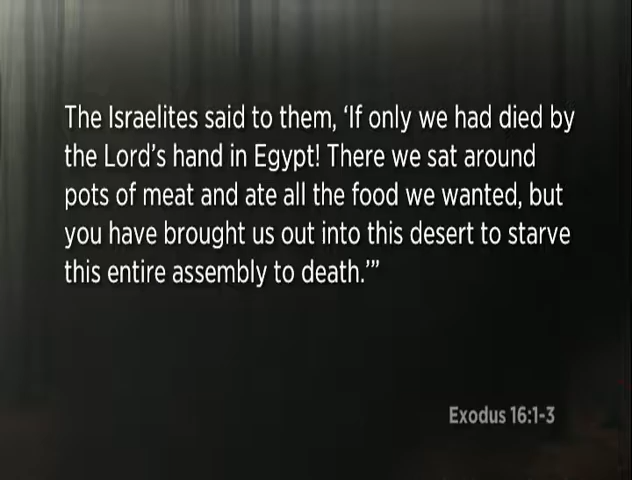 The Israelites said to them, ‘If only we had died by
the Lord’s hand in Egypt! There we sat around
pots of meat and ate all the food we wanted, but
you have brought us out into this desert to starve
this entire assembly to death.’”
Exodus 16:1-3